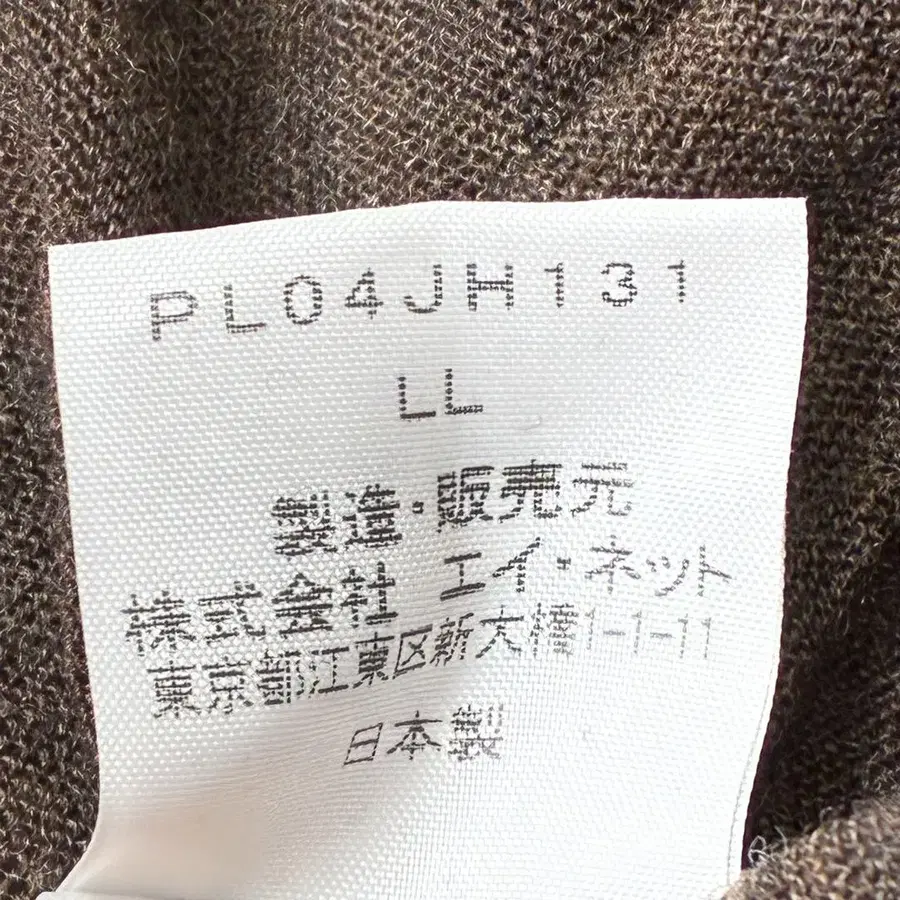 PL04JH131
LL
製造・販売元
株式会社 エイ・ネット
東京都江東区新大橋1-1-11
日本製